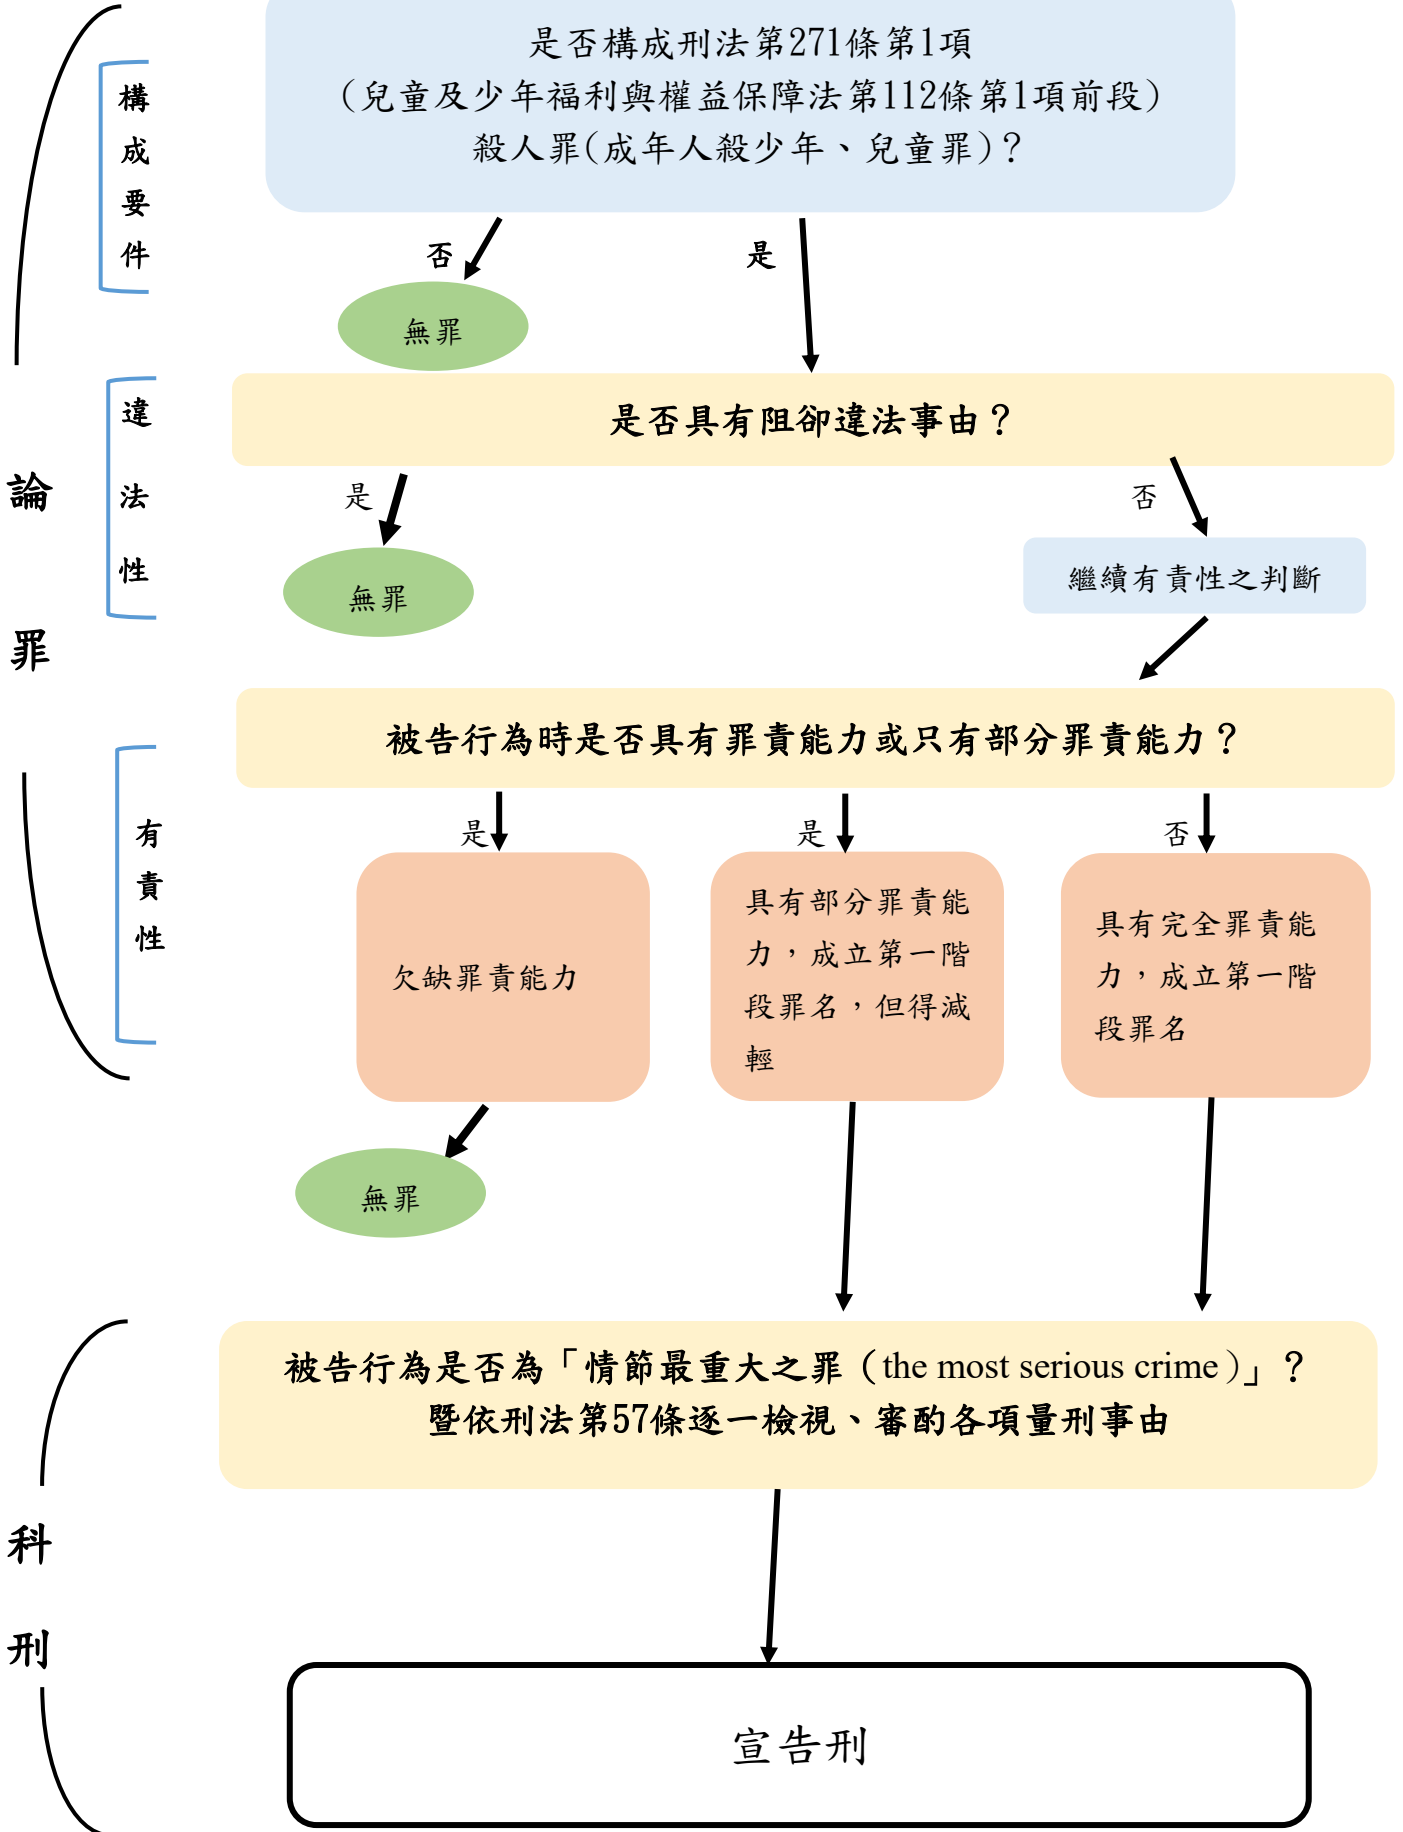 是否構成刑法第271條第1項
（兒童及少年福利與權益保障法第112條第1項前段）
殺人罪(成年人殺少年、兒童罪)？
構
成
要
件
否
是
無罪
違
法
性
是否具有阻卻違法事由？
是
否
無罪
繼續有責性之判斷
論
罪
被告行為時是否具有罪責能力或只有部分罪責能力？
有
責
性
是
是
否
欠缺罪責能力
具有部分罪責能
力，成立第一階
段罪名，但得減
輕
具有完全罪責能
力，成立第一階
段罪名
無罪
被告行為是否為「情節最重大之罪（the most serious crime）」？
暨依刑法第57條逐一檢視、審酌各項量刑事由
科
刑
宣告刑